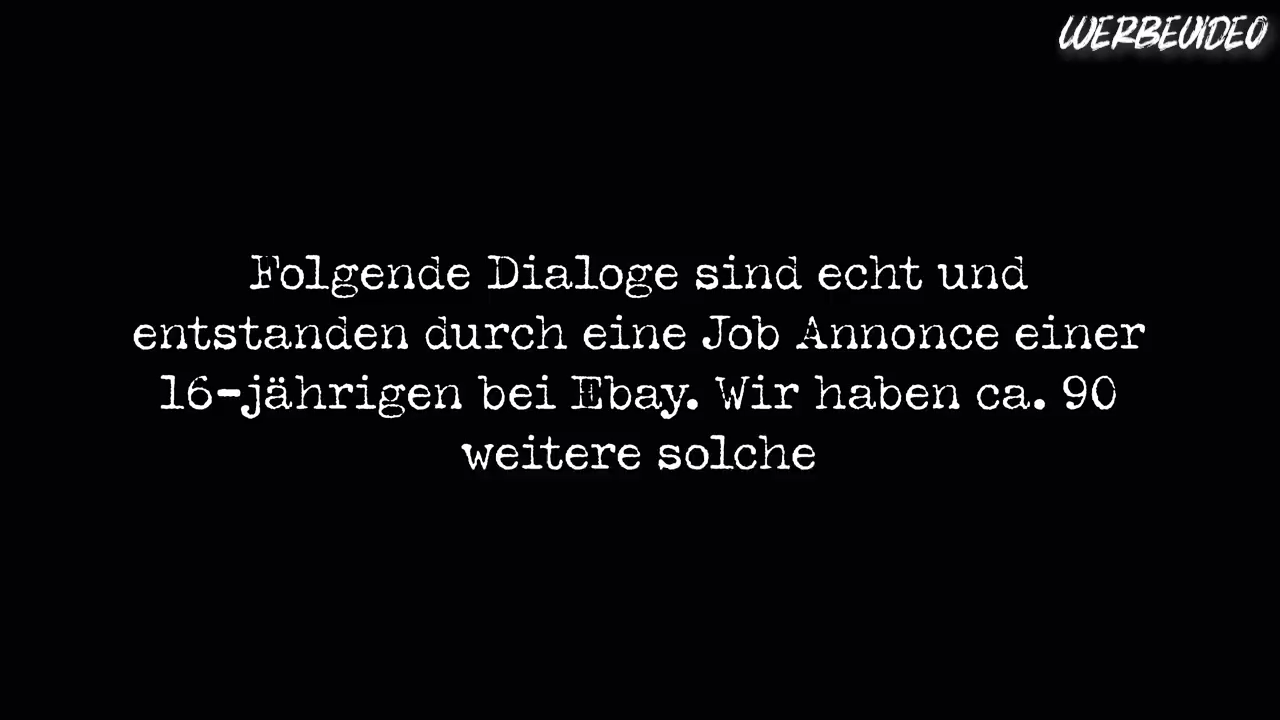 WERBEVIDEO
Folgende Dialoge sind echt und
entstanden durch eine Job Annonce einer
16-jährigen bei Ebay. Wir haben ca. 90
weitere solche